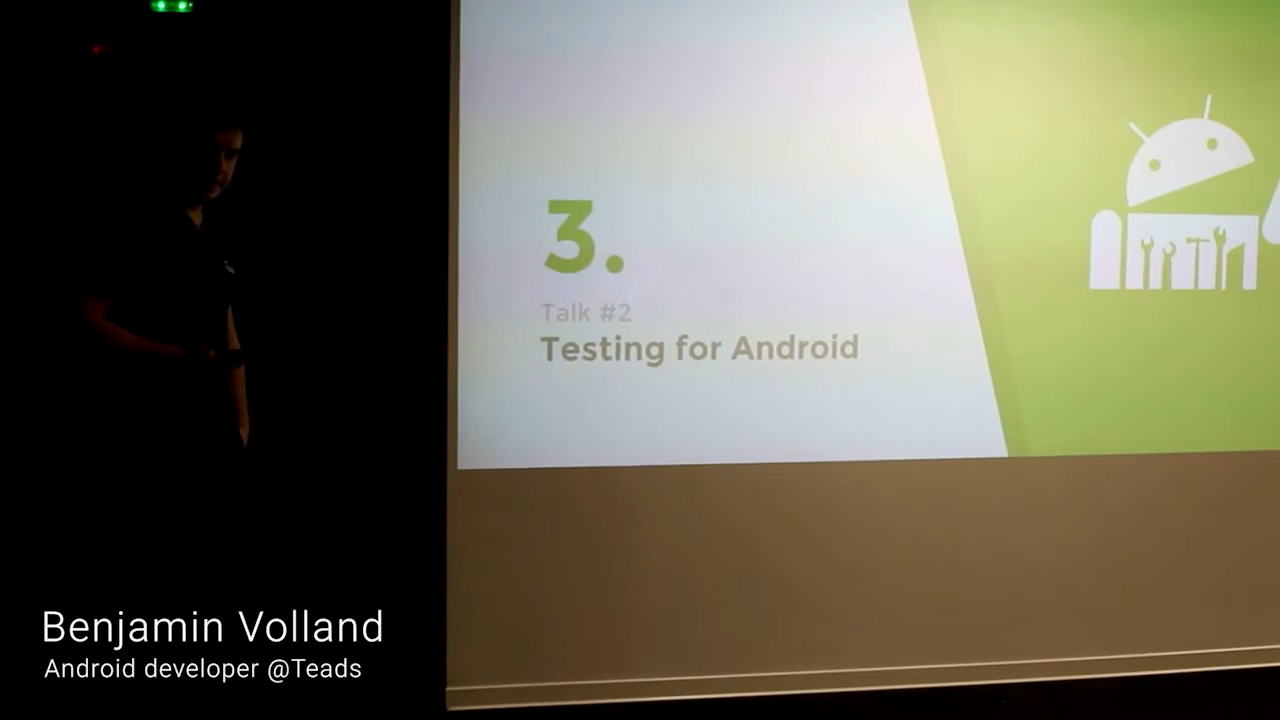 3.
Talk #2
Testing for Android
Benjamin Volland
Android developer @Teads